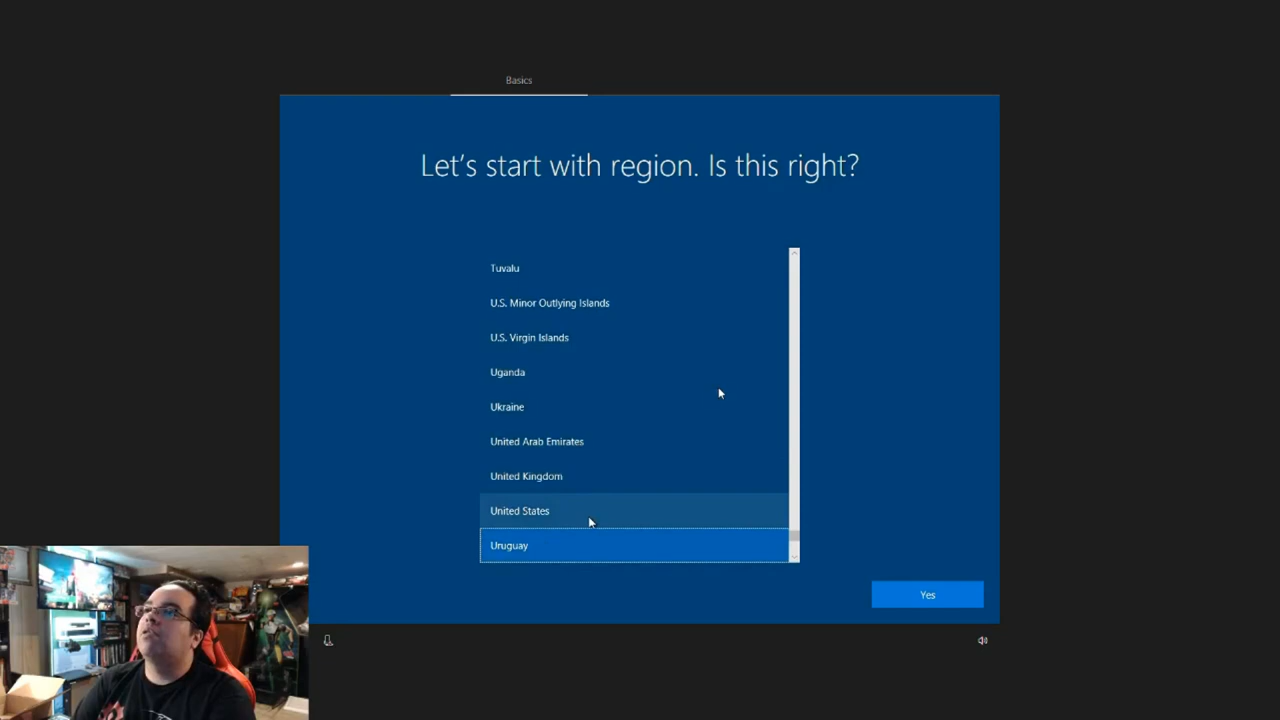 Basics
Let's start with region. Is this right?
Tuvalu
U.S. Minor Outlying Islands
U.S. Virgin Islands
Uganda
Ukraine
United Arab Emirates
United Kingdom
United States
Uruguay
Yes